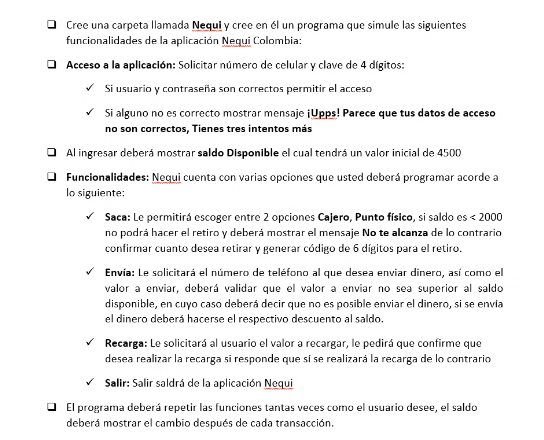 ❑ Cree una carpeta llamada Nequi y cree en él un programa que simule las siguientes
funcionalidades de la aplicación Nequi Colombia:
❑ Acceso a la aplicación: Solicitar número de celular y clave de 4 dígitos:
✓ Si usuario y contraseña son correctos permitir el acceso
✓ Si alguno no es correcto mostrar mensaje ¡Upps! Parece que tus datos de acceso
no son correctos, Tienes tres intentos más
❑ Al ingresar deberá mostrar saldo Disponible el cual tendrá un valor inicial de 4500
❑ Funcionalidades: Nequi cuenta con varias opciones que usted deberá programar acorde a
lo siguiente:
✓ Saca: Le permitirá escoger entre 2 opciones Cajero, Punto físico, si saldo es < 2000
no podrá hacer el retiro y deberá mostrar el mensaje No te alcanza de lo contrario
confirmar cuanto desea retirar y generar código de 6 dígitos para el retiro.
✓ Envía: Le solicitará el número de teléfono al que desea enviar dinero, así como el
valor a enviar, deberá validar que el valor a enviar no sea superior al saldo
disponible, en cuyo caso deberá decir que no es posible enviar el dinero, si se envía
el dinero deberá hacerse el respectivo descuento al saldo.
✓ Recarga: Le solicitará al usuario el valor a recargar, le pedirá que confirme que
desea realizar la recarga si responde que sí se realizará la recarga de lo contrario
✓ Salir: Salir saldrá de la aplicación Nequi
❑ El programa deberá repetir las funciones tantas veces como el usuario desee, el saldo
deberá mostrar el cambio después de cada transacción.